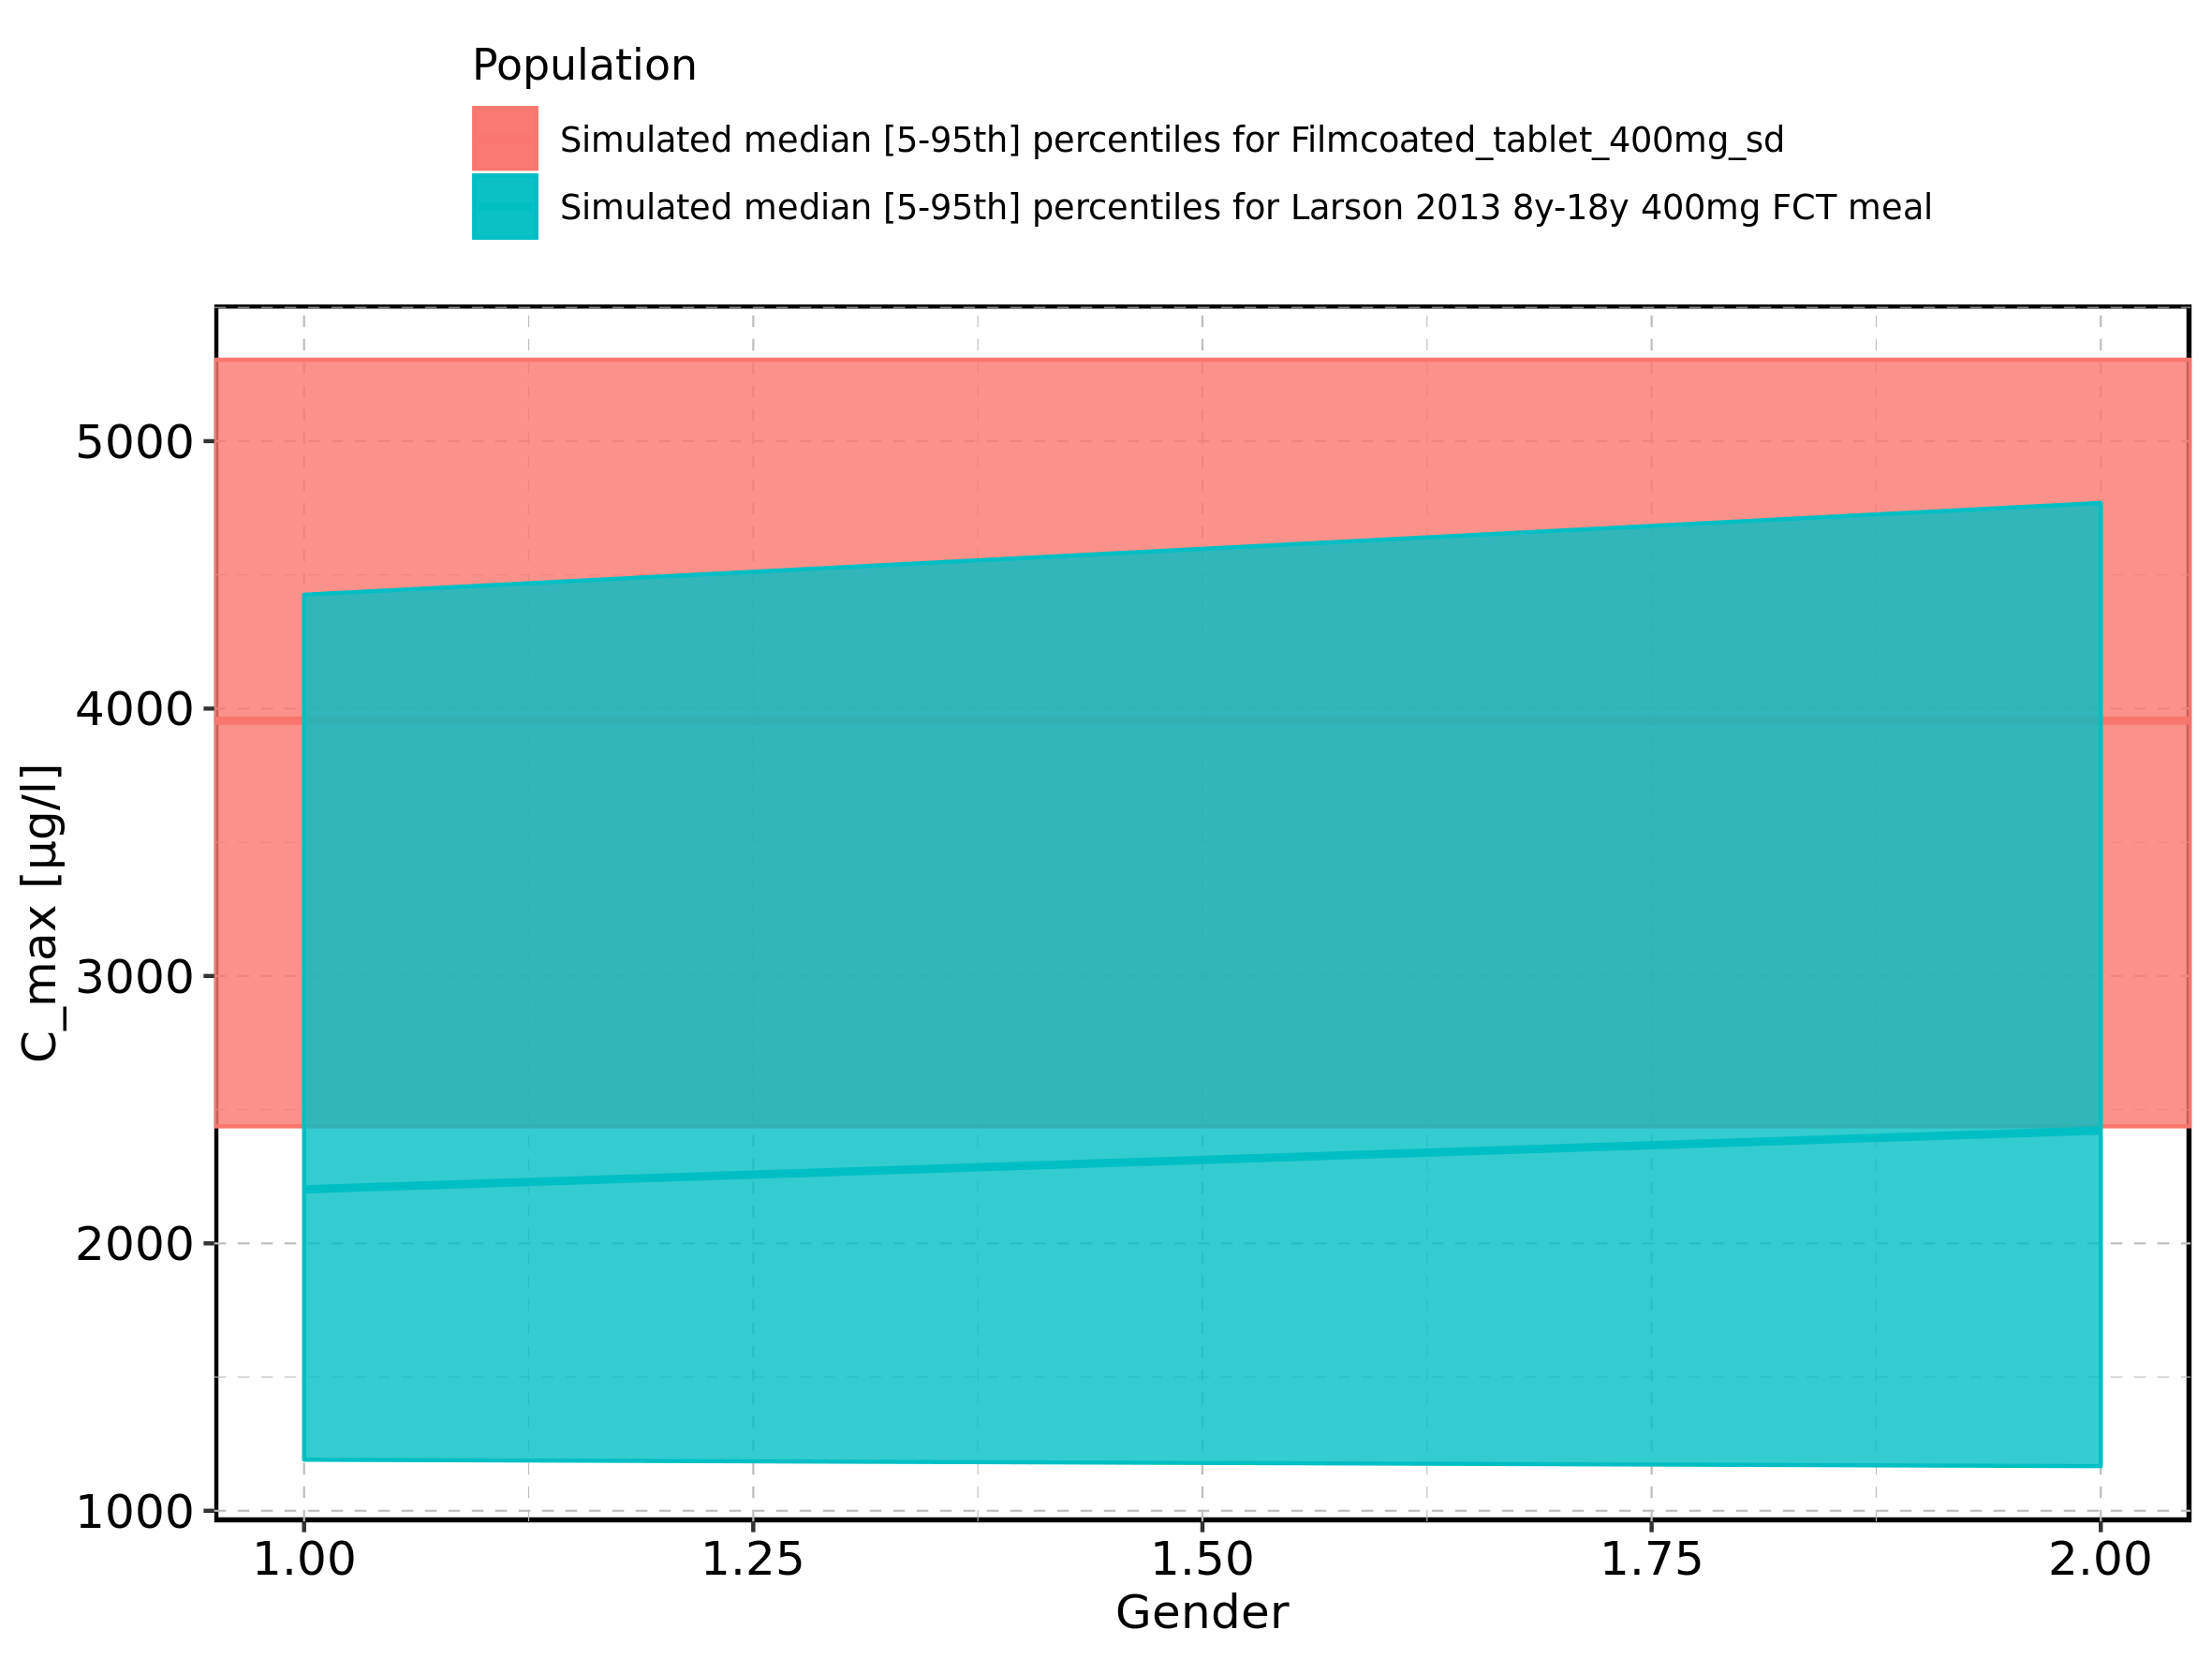 Population
Simulated median [5-95th] percentiles for Filmcoated_tablet_400mg_sd
Simulated median [5-95th] percentiles for Larson 2013 8y-18y 400mg FCT meal
C_max [µg/l]
5000
4000
3000
2000
1000
1.00 1.25 1.50 1.75 2.00
Gender